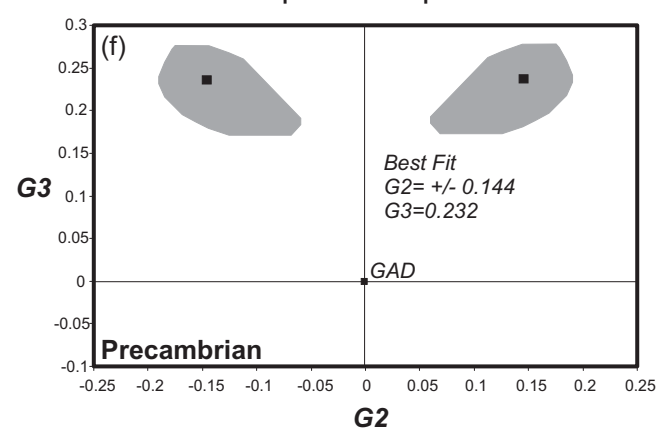 0.3
(f)
0.25
0.2
0.15
Best Fit
G2= +/- 0.144
G3 0.1
G3=0.232
0.05
GAD
0
-0.05
Precambrian
-0.1
-0.25 -0.2 -0.15 -0.1 -0.05 0 0.05 0.1 0.15 0.2 0.25
G2